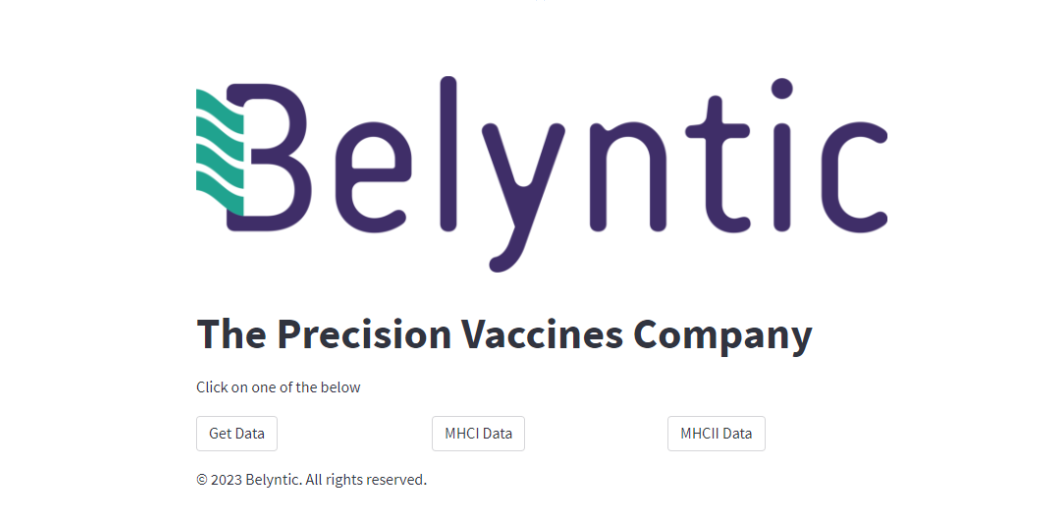 Belyntic
The Precision Vaccines Company
Click on one of the below
Get Data
MHCI Data
MHCII Data
© 2023 Belyntic. All rights reserved.